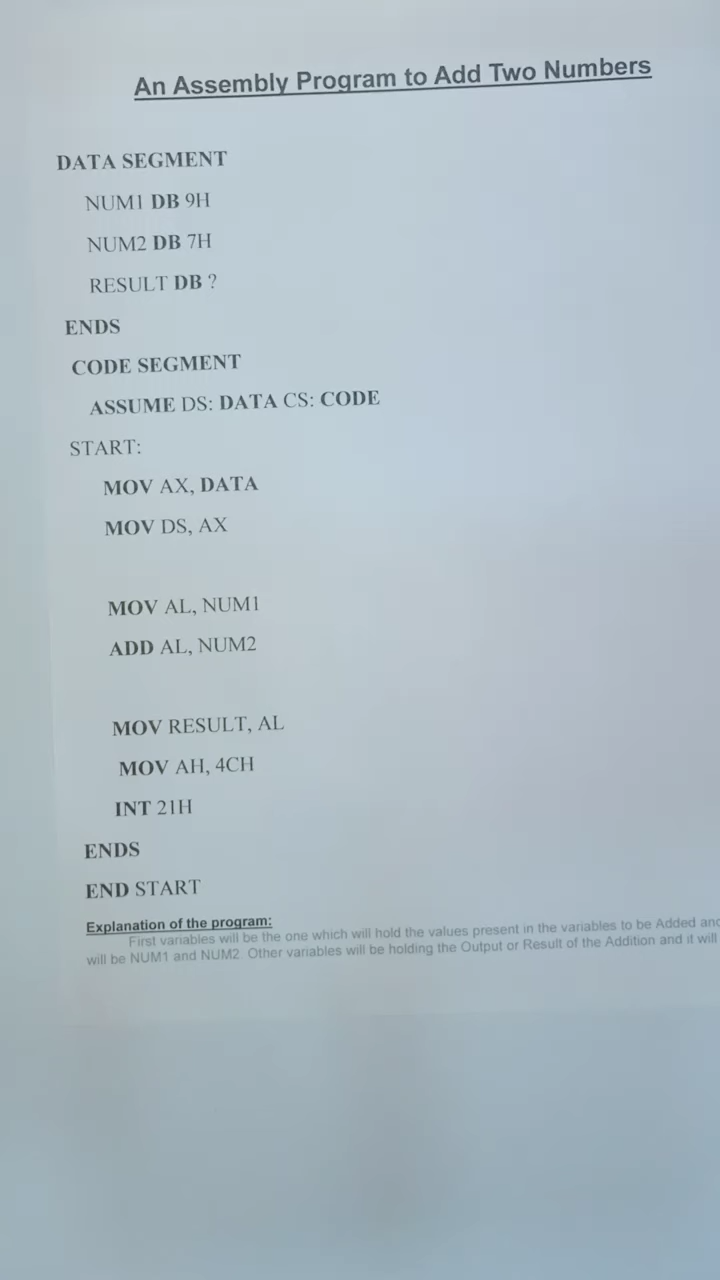 An Assembly Program to Add Two Numbers
DATA SEGMENT
NUM1 DB 9H
NUM2 DB 7H
RESULT DB ?
ENDS
CODE SEGMENT
ASSUME DS: DATA CS: CODE
START:
MOV AX, DATA
MOV DS, AX
MOV AL, NUM1
ADD AL, NUM2
MOV RESULT, AL
MOV AH, 4CH
INT 21H
ENDS
END START
Explanation of the program:
First variables will be the one which will hold the values present in the variables to be Added and
will be NUM1 and NUM2. Other variables will be holding the Output or Result of the Addition and it will